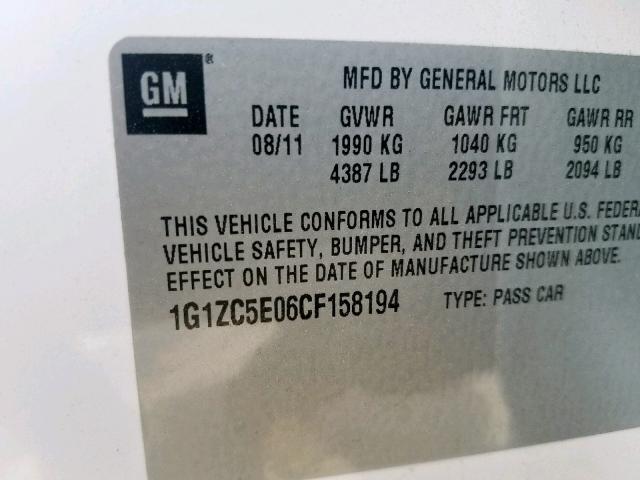 GM ®
MFD BY GENERAL MOTORS LLC
DATE GVWR GAWR FRT GAWR RR
08/11 1990 KG 1040 KG 950 KG
4387 LB 2293 LB 2094 LB
THIS VEHICLE CONFORMS TO ALL APPLICABLE U.S. FEDERA
VEHICLE SAFETY, BUMPER, AND THEFT PREVENTION STAND
EFFECT ON THE DATE OF MANUFACTURE SHOWN ABOVE.
1G1ZC5E06CF158194 TYPE: PASS CAR